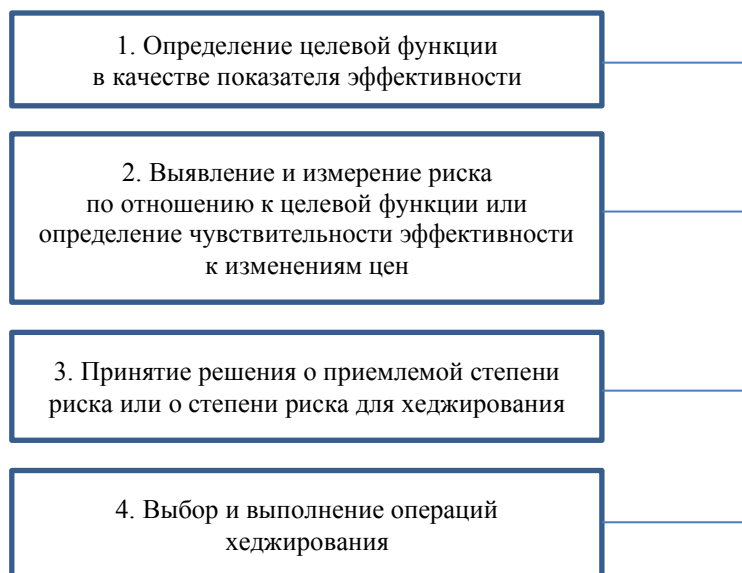 1. Определение целевой функции
в качестве показателя эффективности
2. Выявление и измерение риска
по отношению к целевой функции или
определение чувствительности эффективности
к изменениям цен
3. Принятие решения о приемлемой степени
риска или о степени риска для хеджирования
4. Выбор и выполнение операций
хеджирования